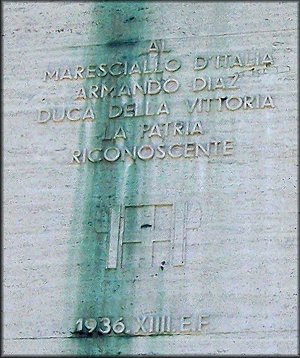 AL
MARESCIALLO D'ITALIA
ARMANDO DIAZ
DUCA DELLA VITTORIA
LA PATRIA
RICONOSCENTE
1936.XIIII.E.F.